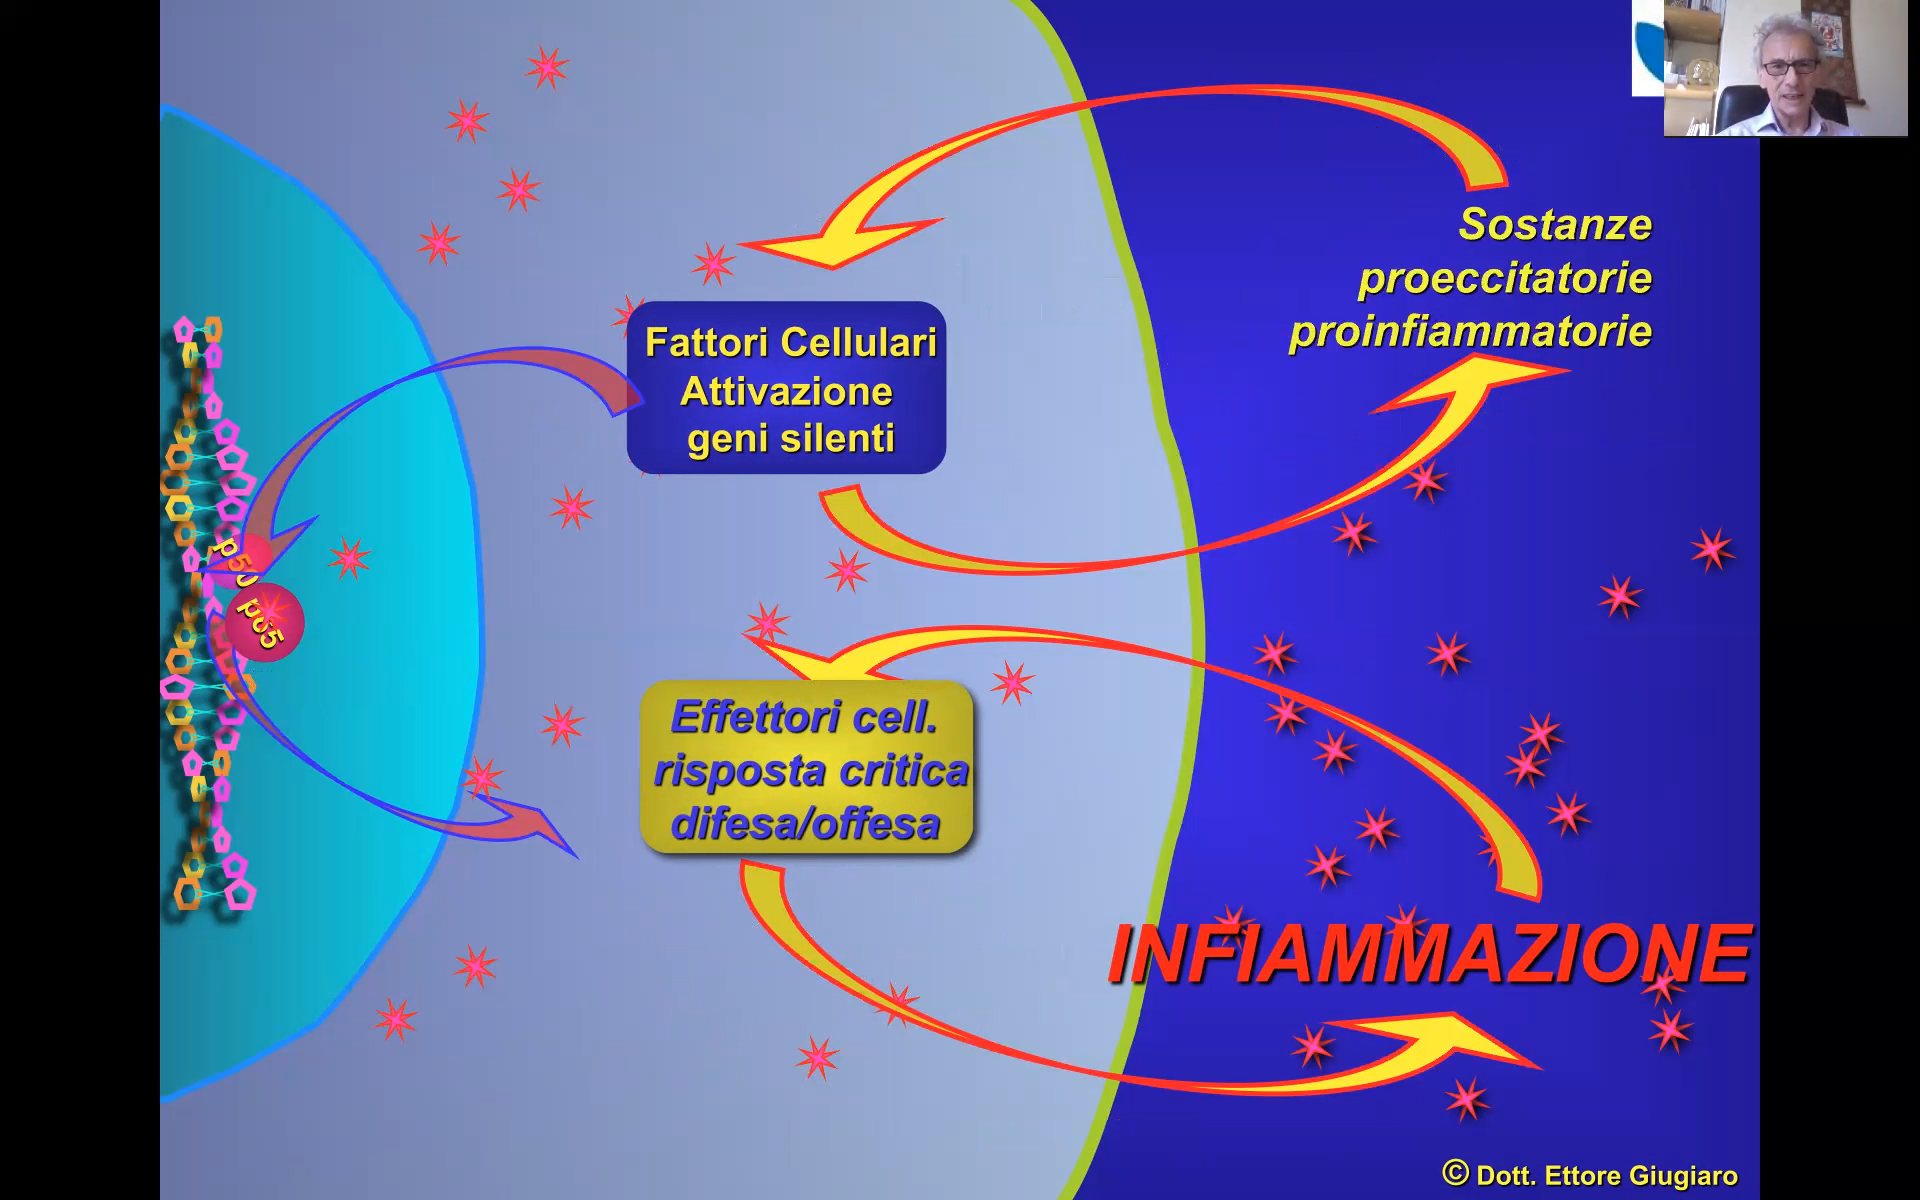 Sostanze
proeccitatorie
proinfiammatorie
Fattori Cellulari
Attivazione
geni silenti
p50
p65
Effettori cell.
risposta critica
difesa/offesa
INFIAMMAZIONE
© Dott. Ettore Giugiaro